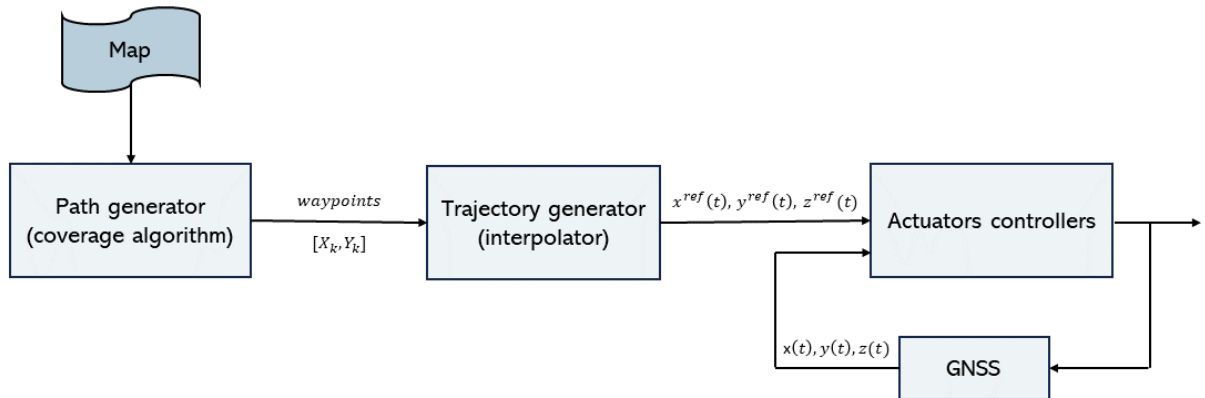 Map
Path generator
(coverage algorithm)
waypoints
[X_k, Y_k]
Trajectory generator
(interpolator)
x^{ref}(t), y^{ref}(t), z^{ref}(t)
Actuators controllers
x(t), y(t), z(t)
GNSS